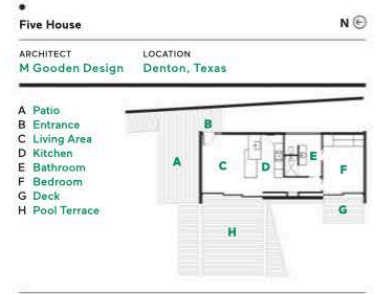 Five House
N
ARCHITECT
M Gooden Design
LOCATION
Denton, Texas
A Patio
B Entrance
C Living Area
D Kitchen
E Bathroom
F Bedroom
G Deck
H Pool Terrace
B
A
C
D
E
F
G
H